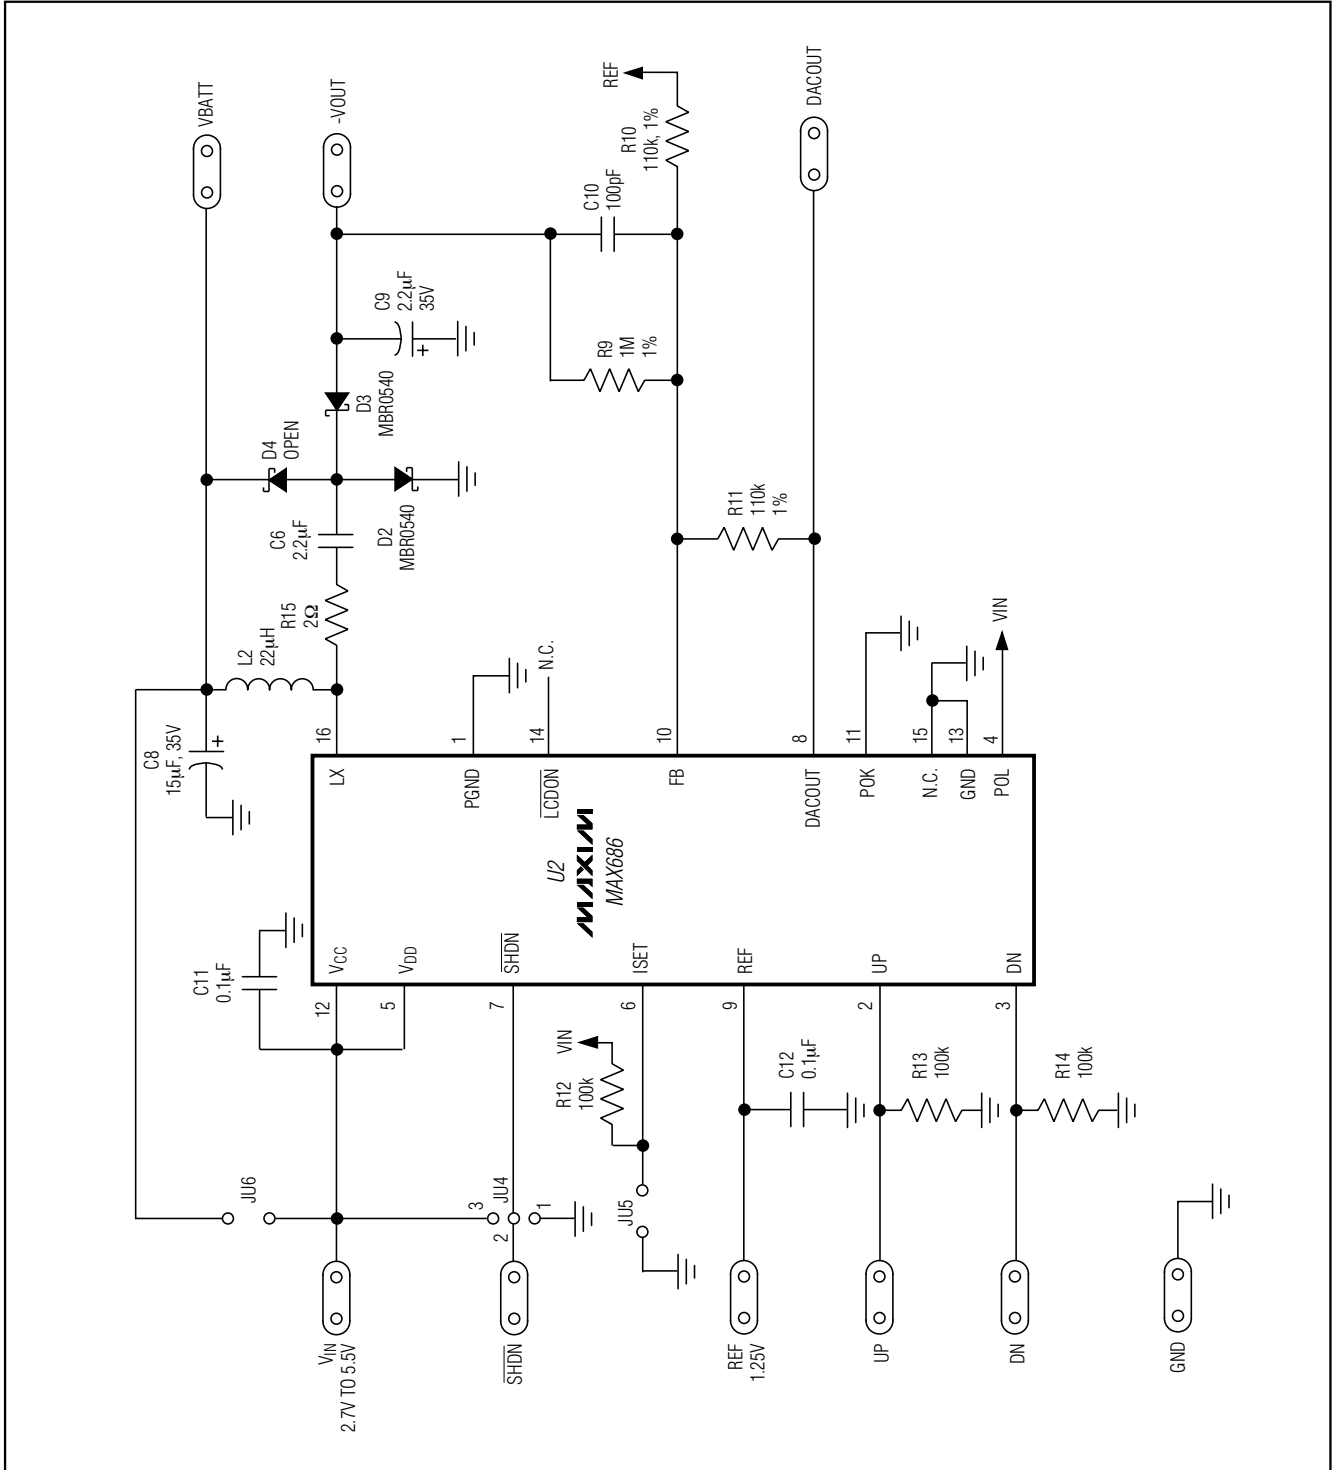 VBATT
-VOUT
REF
R10
110k, 1%
DACOUT
C10
100pF
C9
2.2µF
35V
+
R9
1M
1%
D3
MBR0540
D4
OPEN
D2
MBR0540
C6
2.2µF
R11
110k
1%
R15
2Ω
L2
22µH
N.C.
VIN
C8
15µF, 35V
+
16
1
14
10
8
11
15
13
4
LX
PGND
LCDON
FB
DACOUT
POK
N.C.
GND
POL
U2
MAXIM
MAX686
VCC
VDD
SHDN
ISET
REF
UP
DN
12
5
7
6
9
2
3
C11
0.1µF
VIN
R12
100k
C12
0.1µF
R13
100k
R14
100k
JU6
3
JU4
2
1
JU5
VIN
2.7V TO 5.5V
SHDN
REF
1.25V
UP
DN
GND